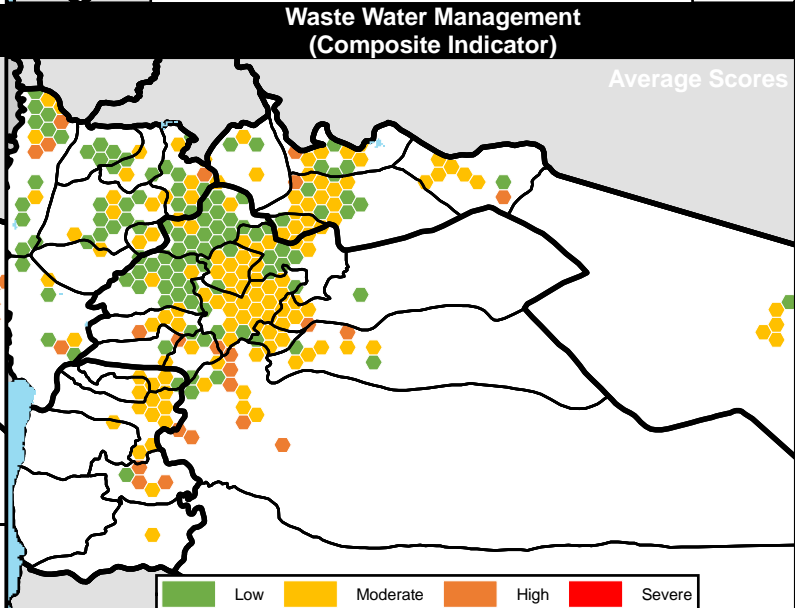 Waste Water Management
(Composite Indicator)
Average Scores
Low Moderate High Severe